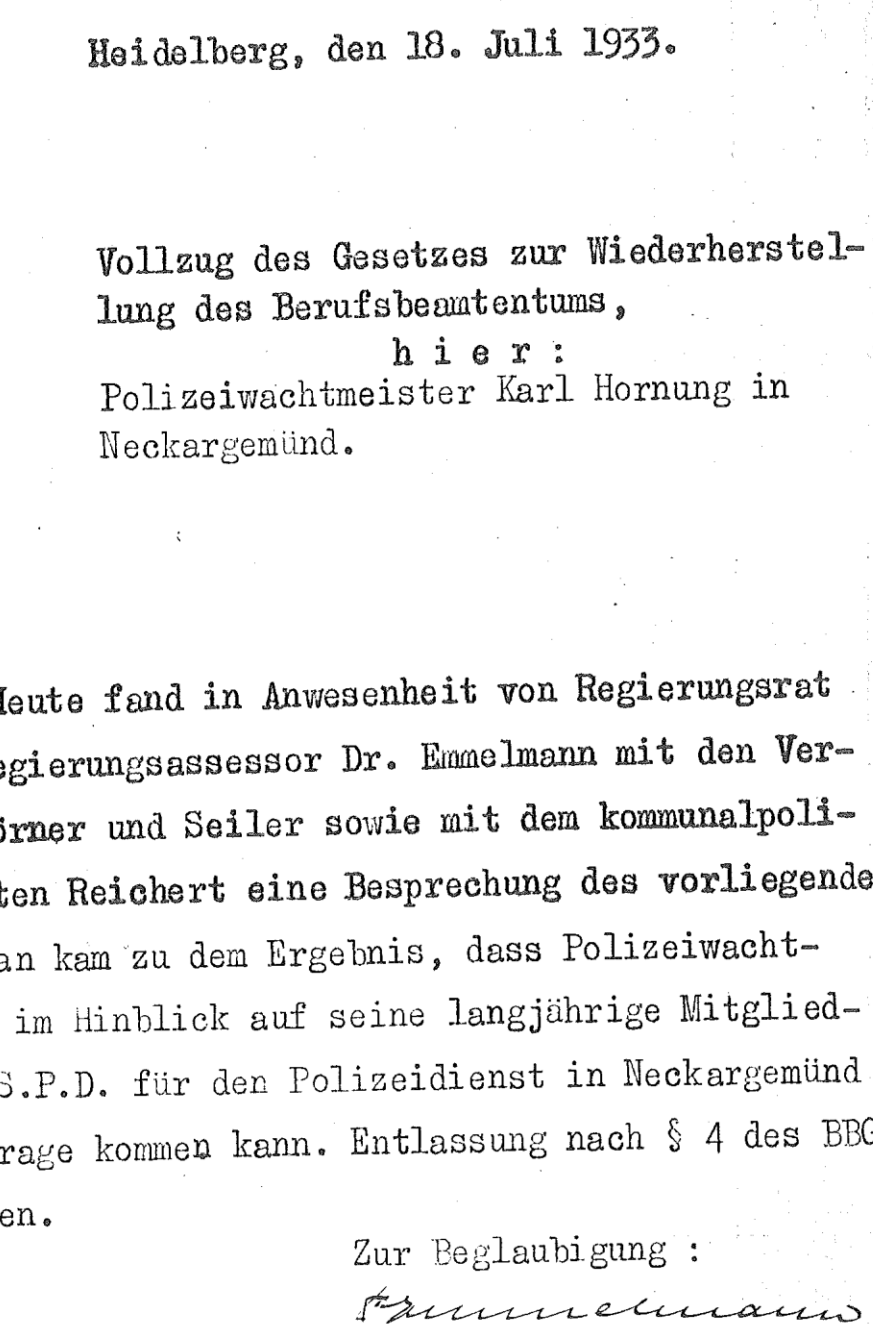 Heidelberg, den 18. Juli 1933.
Vollzug des Gesetzes zur Wiederherstel-
lung des Berufsbeamtentums,
h i e r :
Polizeiwachtmeister Karl Hornung in
Neckargemünd.
Heute fand in Anwesenheit von Regierungsrat
egierungsassessor Dr. Emmelmann mit den Ver-
örner und Seiler sowie mit dem kommunalpoli-
ten Reichert eine Besprechung des vorliegende
an kam zu dem Ergebnis, dass Polizeiwacht-
im Hinblick auf seine langjährige Mitglied-
S.P.D. für den Polizeidienst in Neckargemünd
rage kommen kann. Entlassung nach § 4 des BBG
en.
Zur Beglaubigung :
Emmelmann